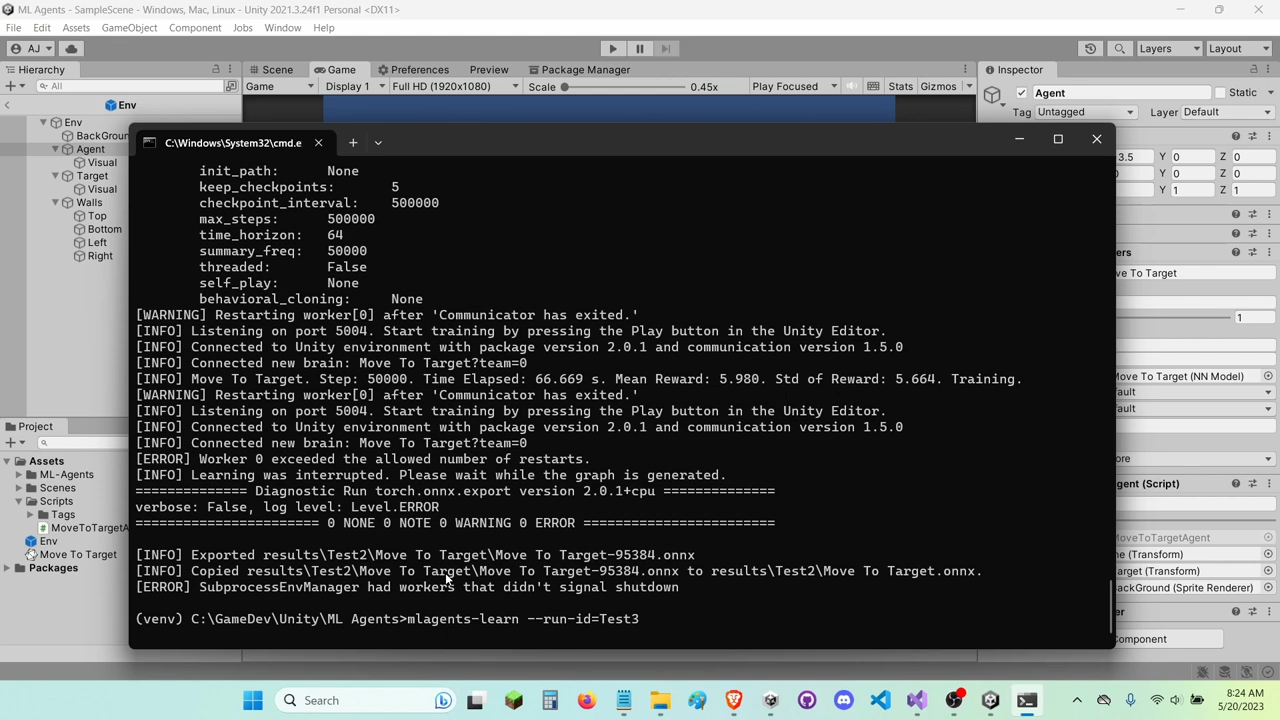 ML Agents - SampleScene - Windows, Mac, Linux - Unity 2021.3.24f1 Personal <DX11>
File Edit Assets GameObject Component Jobs Window Help
AJ
Layers
Layout
Hierarchy
Scene
Game
Preferences
Preview
Package Manager
Inspector
All
Game
Display 1
Full HD (1920x1080)
Scale
0.45x
Play Focused
Stats
Gizmos
Agent
Static
Tag Untagged
Layer Default
Env
Env
BackGroun
Agent
Visual
Target
Visual
Walls
Top
Bottom
Left
Right
-3.5 Y 0 Z 0
0 Y 0 Z 0
Y 1 Z 1
Move To Target
1
Move To Target (NN Model)
Agent (Script)
MoveToTargetAgent
(Transform)
(Transform)
BackGround (Sprite Renderer)
Project
Assets
ML-Agents
Scenes
Scripts
Tags
MoveToTargetA
Env
Move To Target
Packages
C:\Windows\System32\cmd.e
init_path: None
keep_checkpoints: 5
checkpoint_interval: 500000
max_steps: 500000
time_horizon: 64
summary_freq: 50000
threaded: False
self_play: None
behavioral_cloning: None
[WARNING] Restarting worker[0] after 'Communicator has exited.'
[INFO] Listening on port 5004. Start training by pressing the Play button in the Unity Editor.
[INFO] Connected to Unity environment with package version 2.0.1 and communication version 1.5.0
[INFO] Connected new brain: Move To Target?team=0
[INFO] Move To Target. Step: 50000. Time Elapsed: 66.669 s. Mean Reward: 5.980. Std of Reward: 5.664. Training.
[WARNING] Restarting worker[0] after 'Communicator has exited.'
[INFO] Listening on port 5004. Start training by pressing the Play button in the Unity Editor.
[INFO] Connected to Unity environment with package version 2.0.1 and communication version 1.5.0
[INFO] Connected new brain: Move To Target?team=0
[ERROR] Worker 0 exceeded the allowed number of restarts.
[INFO] Learning was interrupted. Please wait while the graph is generated.
============== Diagnostic Run torch.onnx.export version 2.0.1+cpu ==============
verbose: False, log level: Level.ERROR
======================= 0 NONE 0 NOTE 0 WARNING 0 ERROR ========================
[INFO] Exported results\Test2\Move To Target\Move To Target-95384.onnx
[INFO] Copied results\Test2\Move To Target\Move To Target-95384.onnx to results\Test2\Move To Target.onnx.
[ERROR] SubprocessEnvManager had workers that didn't signal shutdown
(venv) C:\GameDev\Unity\ML Agents>mlagents-learn --run-id=Test3
Search
8:24 AM
5/20/2023